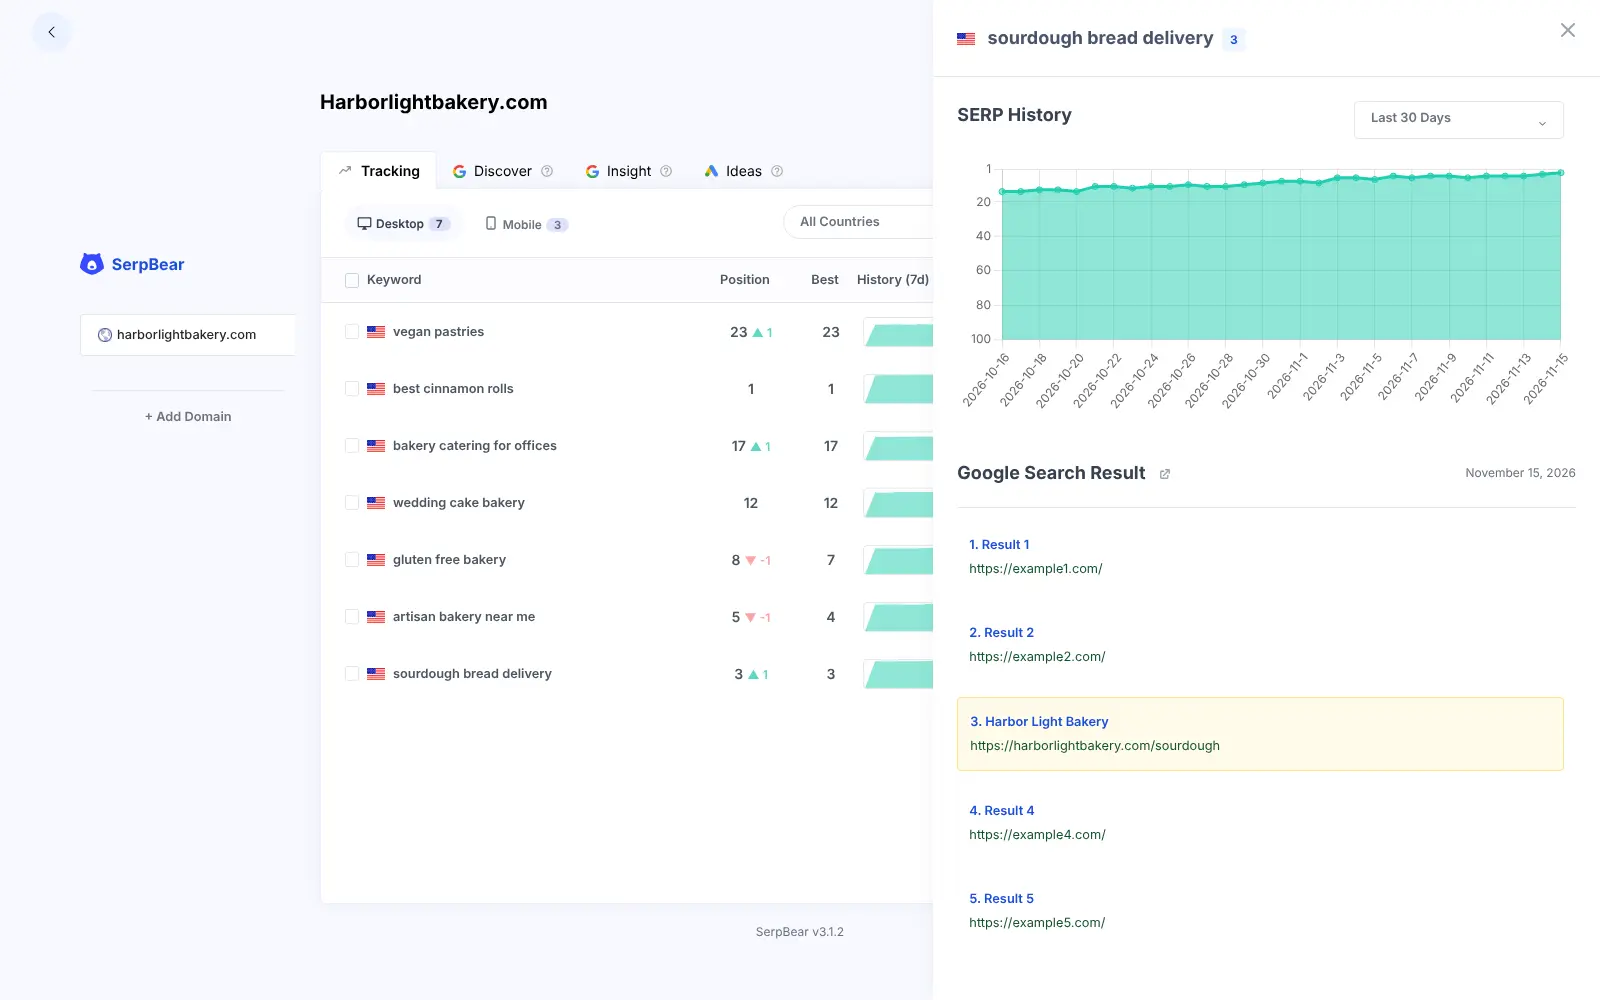 Harborlightbakery.com
SerpBear
harborlightbakery.com
+ Add Domain
Tracking
Discover
Insight
Ideas
Desktop 7
Mobile 3
All Countries
Keyword Position Best History (7d)
vegan pastries 23 ▲ 1 23
best cinnamon rolls 1 1
bakery catering for offices 17 ▲ 1 17
wedding cake bakery 12 12
gluten free bakery 8 ▼ -1 7
artisan bakery near me 5 ▼ -1 4
sourdough bread delivery 3 ▲ 1 3
SerpBear v3.1.2
sourdough bread delivery 3
SERP History
Last 30 Days
1
20
40
60
80
100
2026-10-16
2026-10-18
2026-10-20
2026-10-22
2026-10-24
2026-10-26
2026-10-28
2026-10-30
2026-11-1
2026-11-3
2026-11-5
2026-11-7
2026-11-9
2026-11-11
2026-11-13
2026-11-15
Google Search Result
November 15, 2026
1. Result 1
https://example1.com/
2. Result 2
https://example2.com/
3. Harbor Light Bakery
https://harborlightbakery.com/sourdough
4. Result 4
https://example4.com/
5. Result 5
https://example5.com/